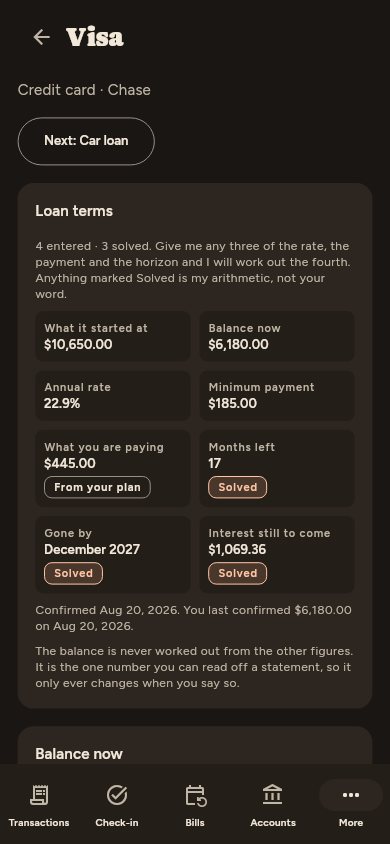 Visa
Credit card · Chase
Next: Car loan
Loan terms
4 entered · 3 solved. Give me any three of the rate, the
payment and the horizon and I will work out the fourth.
Anything marked Solved is my arithmetic, not your
word.
What it started at
$10,650.00
Balance now
$6,180.00
Annual rate
22.9%
Minimum payment
$185.00
What you are paying
$445.00
From your plan
Months left
17
Solved
Gone by
December 2027
Solved
Interest still to come
$1,069.36
Solved
Confirmed Aug 20, 2026. You last confirmed $6,180.00
on Aug 20, 2026.
The balance is never worked out from the other figures.
It is the one number you can read off a statement, so it
only ever changes when you say so.
Balance now
Transactions
Check-in
Bills
Accounts
More